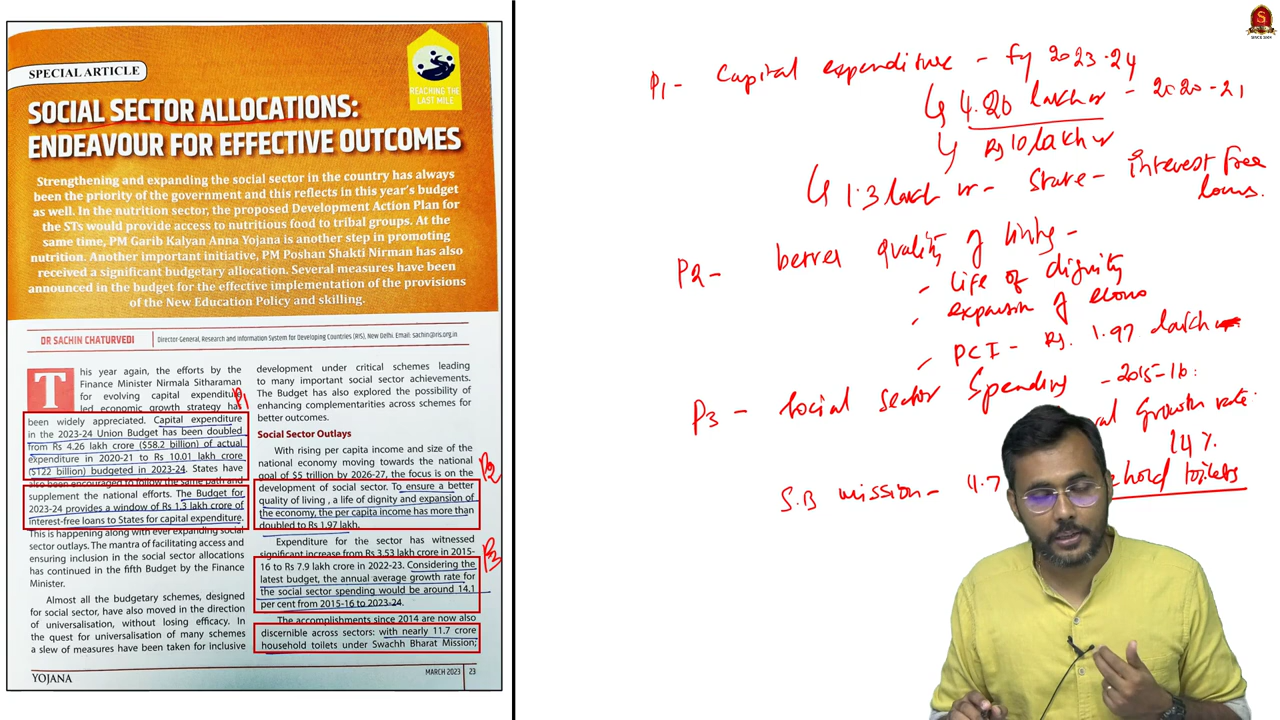 SPECIAL ARTICLE
REACHING THE
LAST MILE
SOCIAL SECTOR ALLOCATIONS:
ENDEAVOUR FOR EFFECTIVE OUTCOMES
Strengthening and expanding the social sector in the country has always
been the priority of the government and this reflects in this year's budget
as well. In the nutrition sector, the proposed Development Action Plan for
the STs would provide access to nutritious food to tribal groups. At the
same time, PM Garib Kalyan Anna Yojana is another step in promoting
nutrition. Another important initiative, PM Poshan Shakti Nirman has also
received a significant budgetary allocation. Several measures have been
announced in the budget for the effective implementation of the provisions
of the New Education Policy and skilling.
DR SACHIN CHATURVEDI
Director-General, Research and Information System for Developing Countries (RIS), New Delhi. Email: sachin@ris.org.in
This year again, the efforts by the
Finance Minister Nirmala Sitharaman
for evolving capital expenditure
led economic growth strategy has
been widely appreciated. Capital expenditure
in the 2023-24 Union Budget has been doubled
from Rs 4.26 lakh crore ($58.2 billion) of actual
expenditure in 2020-21 to Rs 10.01 lakh crore
($122 billion) budgeted in 2023-24. States have
also been encouraged to follow the same path and
supplement the national efforts. The Budget for
2023-24 provides a window of Rs 1.3 lakh crore of
interest-free loans to States for capital expenditure.
This is happening along with ever expanding social
sector outlays. The mantra of facilitating access and
ensuring inclusion in the social sector allocations
has continued in the fifth Budget by the Finance
Minister.
Almost all the budgetary schemes, designed
for social sector, have also moved in the direction
of universalisation, without losing efficacy. In
the quest for universalisation of many schemes
a slew of measures have been taken for inclusive
P1
development under critical schemes leading
to many important social sector achievements.
The Budget has also explored the possibility of
enhancing complementarities across schemes for
better outcomes.
Social Sector Outlays
With rising per capita income and size of the
national economy moving towards the national
goal of $5 trillion by 2026-27, the focus is on the
development of social sector. To ensure a better
quality of living, a life of dignity and expansion of
the economy, the per capita income has more than
doubled to Rs 1.97 lakh.
Expenditure for the sector has witnessed
significant increase from Rs 3.53 lakh crore in 2015-
16 to Rs 7.9 lakh crore in 2022-23. Considering the
latest budget, the annual average growth rate for
the social sector spending would be around 14.1
per cent from 2015-16 to 2023-24.
The accomplishments since 2014 are now also
discernible across sectors: with nearly 11.7 crore
household toilets under Swachh Bharat Mission;
P2
P3
YOJANA
MARCH 2023 23
P1 - Capital expenditure - fy 2023-24
4.26 lakh cr - 2020-21
Rs 10 lakh cr
1.3 lakh cr - State - interest free
loans.
P2 - better quality of living -
- life of dignity
- expansion of econo
- PCI - Rs. 1.97 lakh
P3 - Social sector Spending - 2015-16
Growth rate.
14%
S.B mission -
toilets
S
SINCE 2004